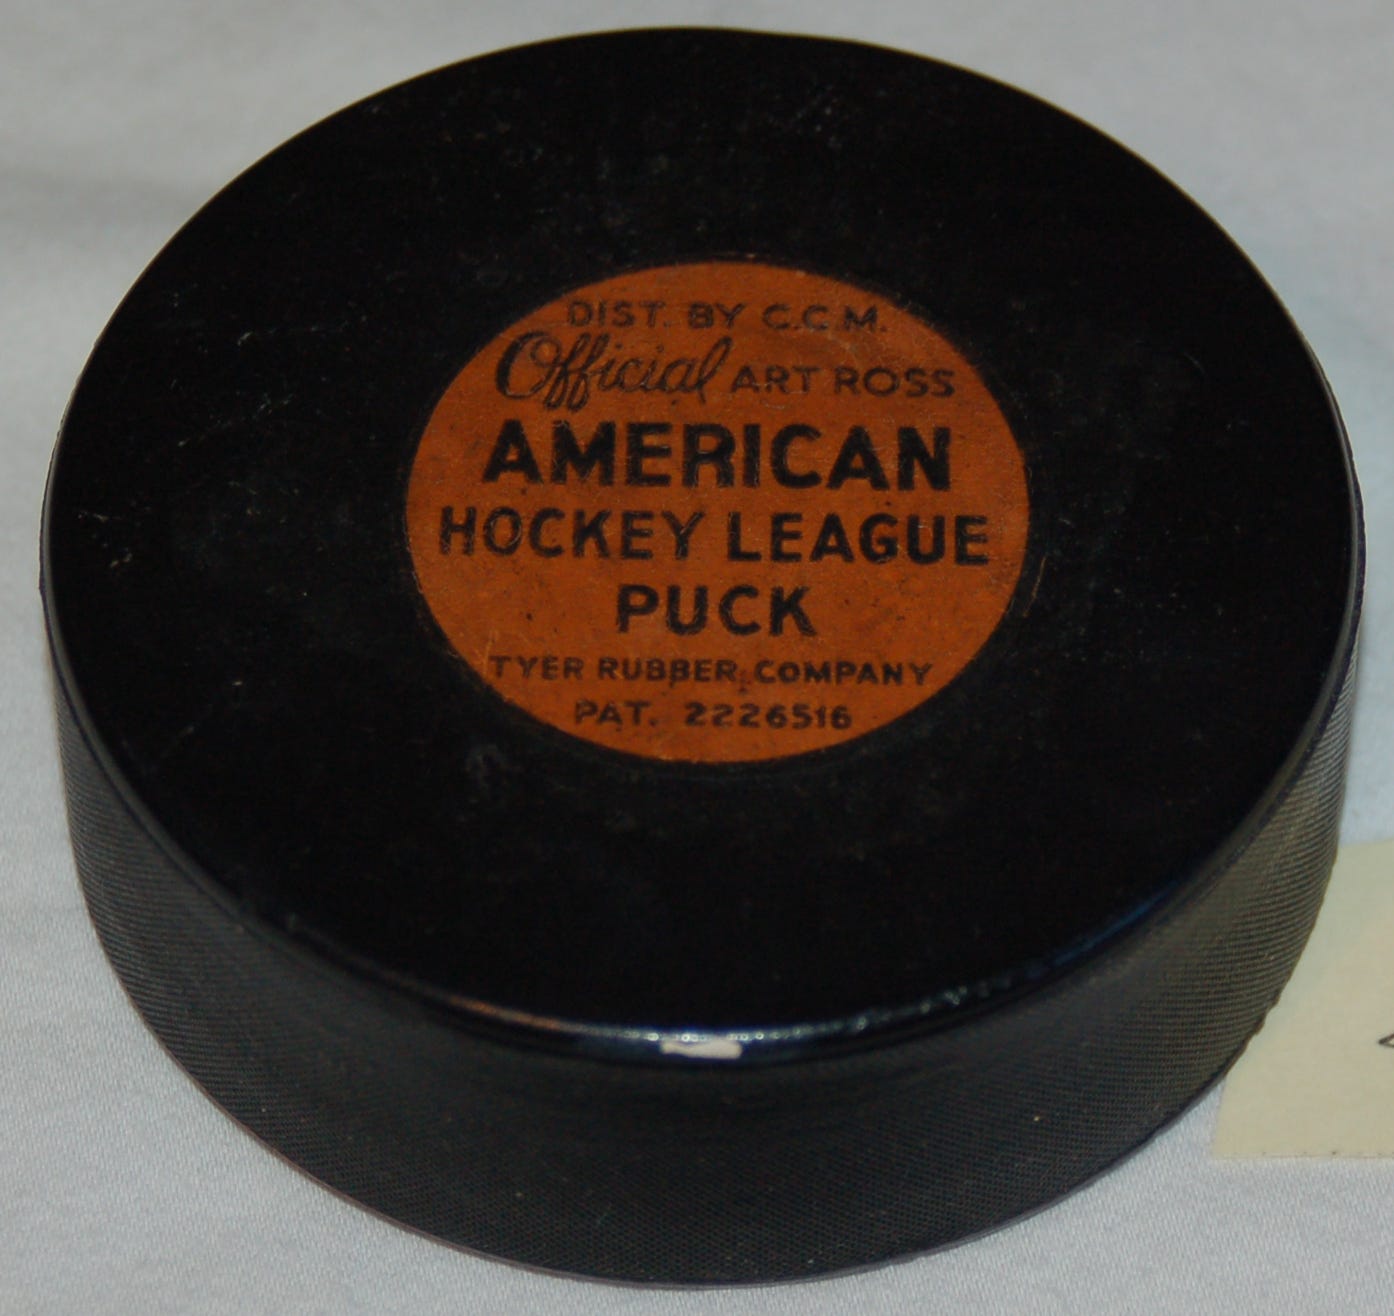 DIST. BY C.C.M.
Official ART ROSS
AMERICAN
HOCKEY LEAGUE
PUCK
TYER RUBBER COMPANY
PAT. 2226516